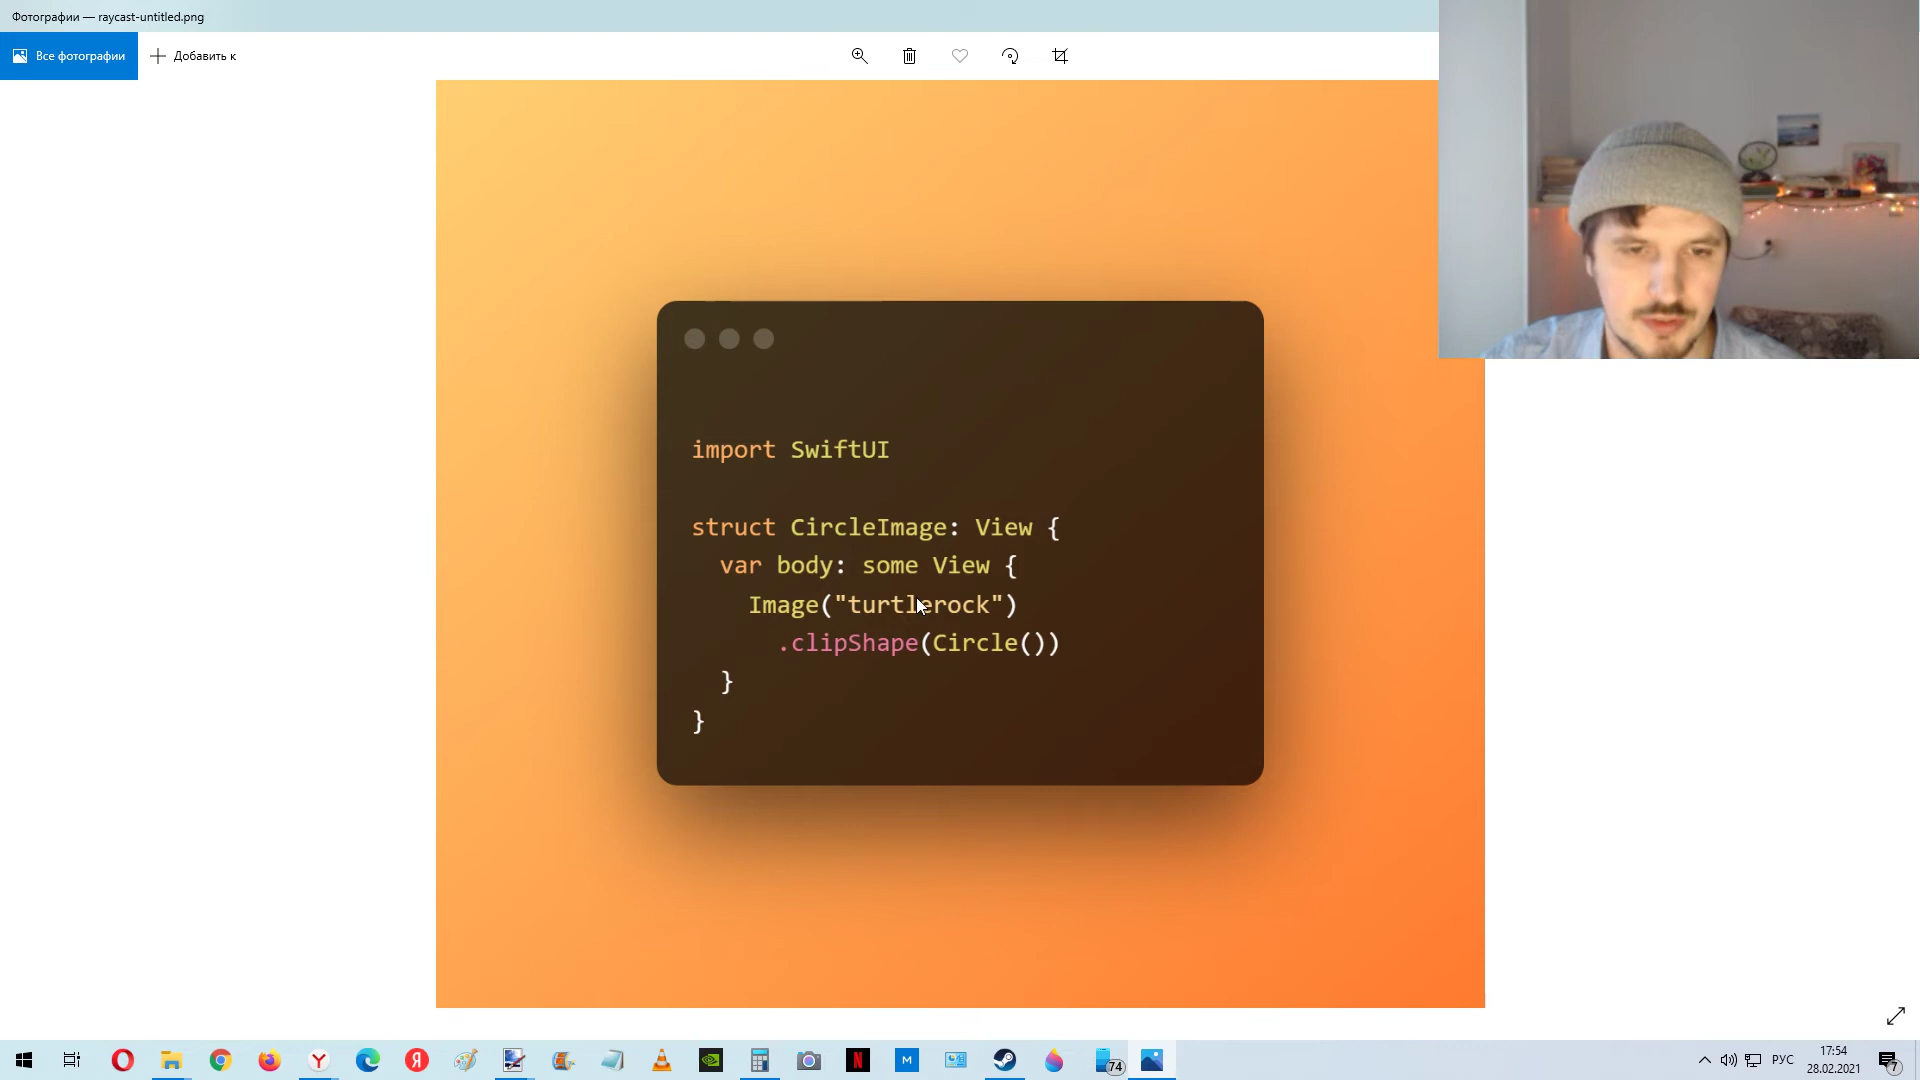 Фотографии — raycast-untitled.png
Все фотографии
Добавить к
import SwiftUI
struct CircleImage: View {
var body: some View {
Image("turtlerock")
.clipShape(Circle())
}
}
Я
N
M
74
РУС
17:54
28.02.2021
7